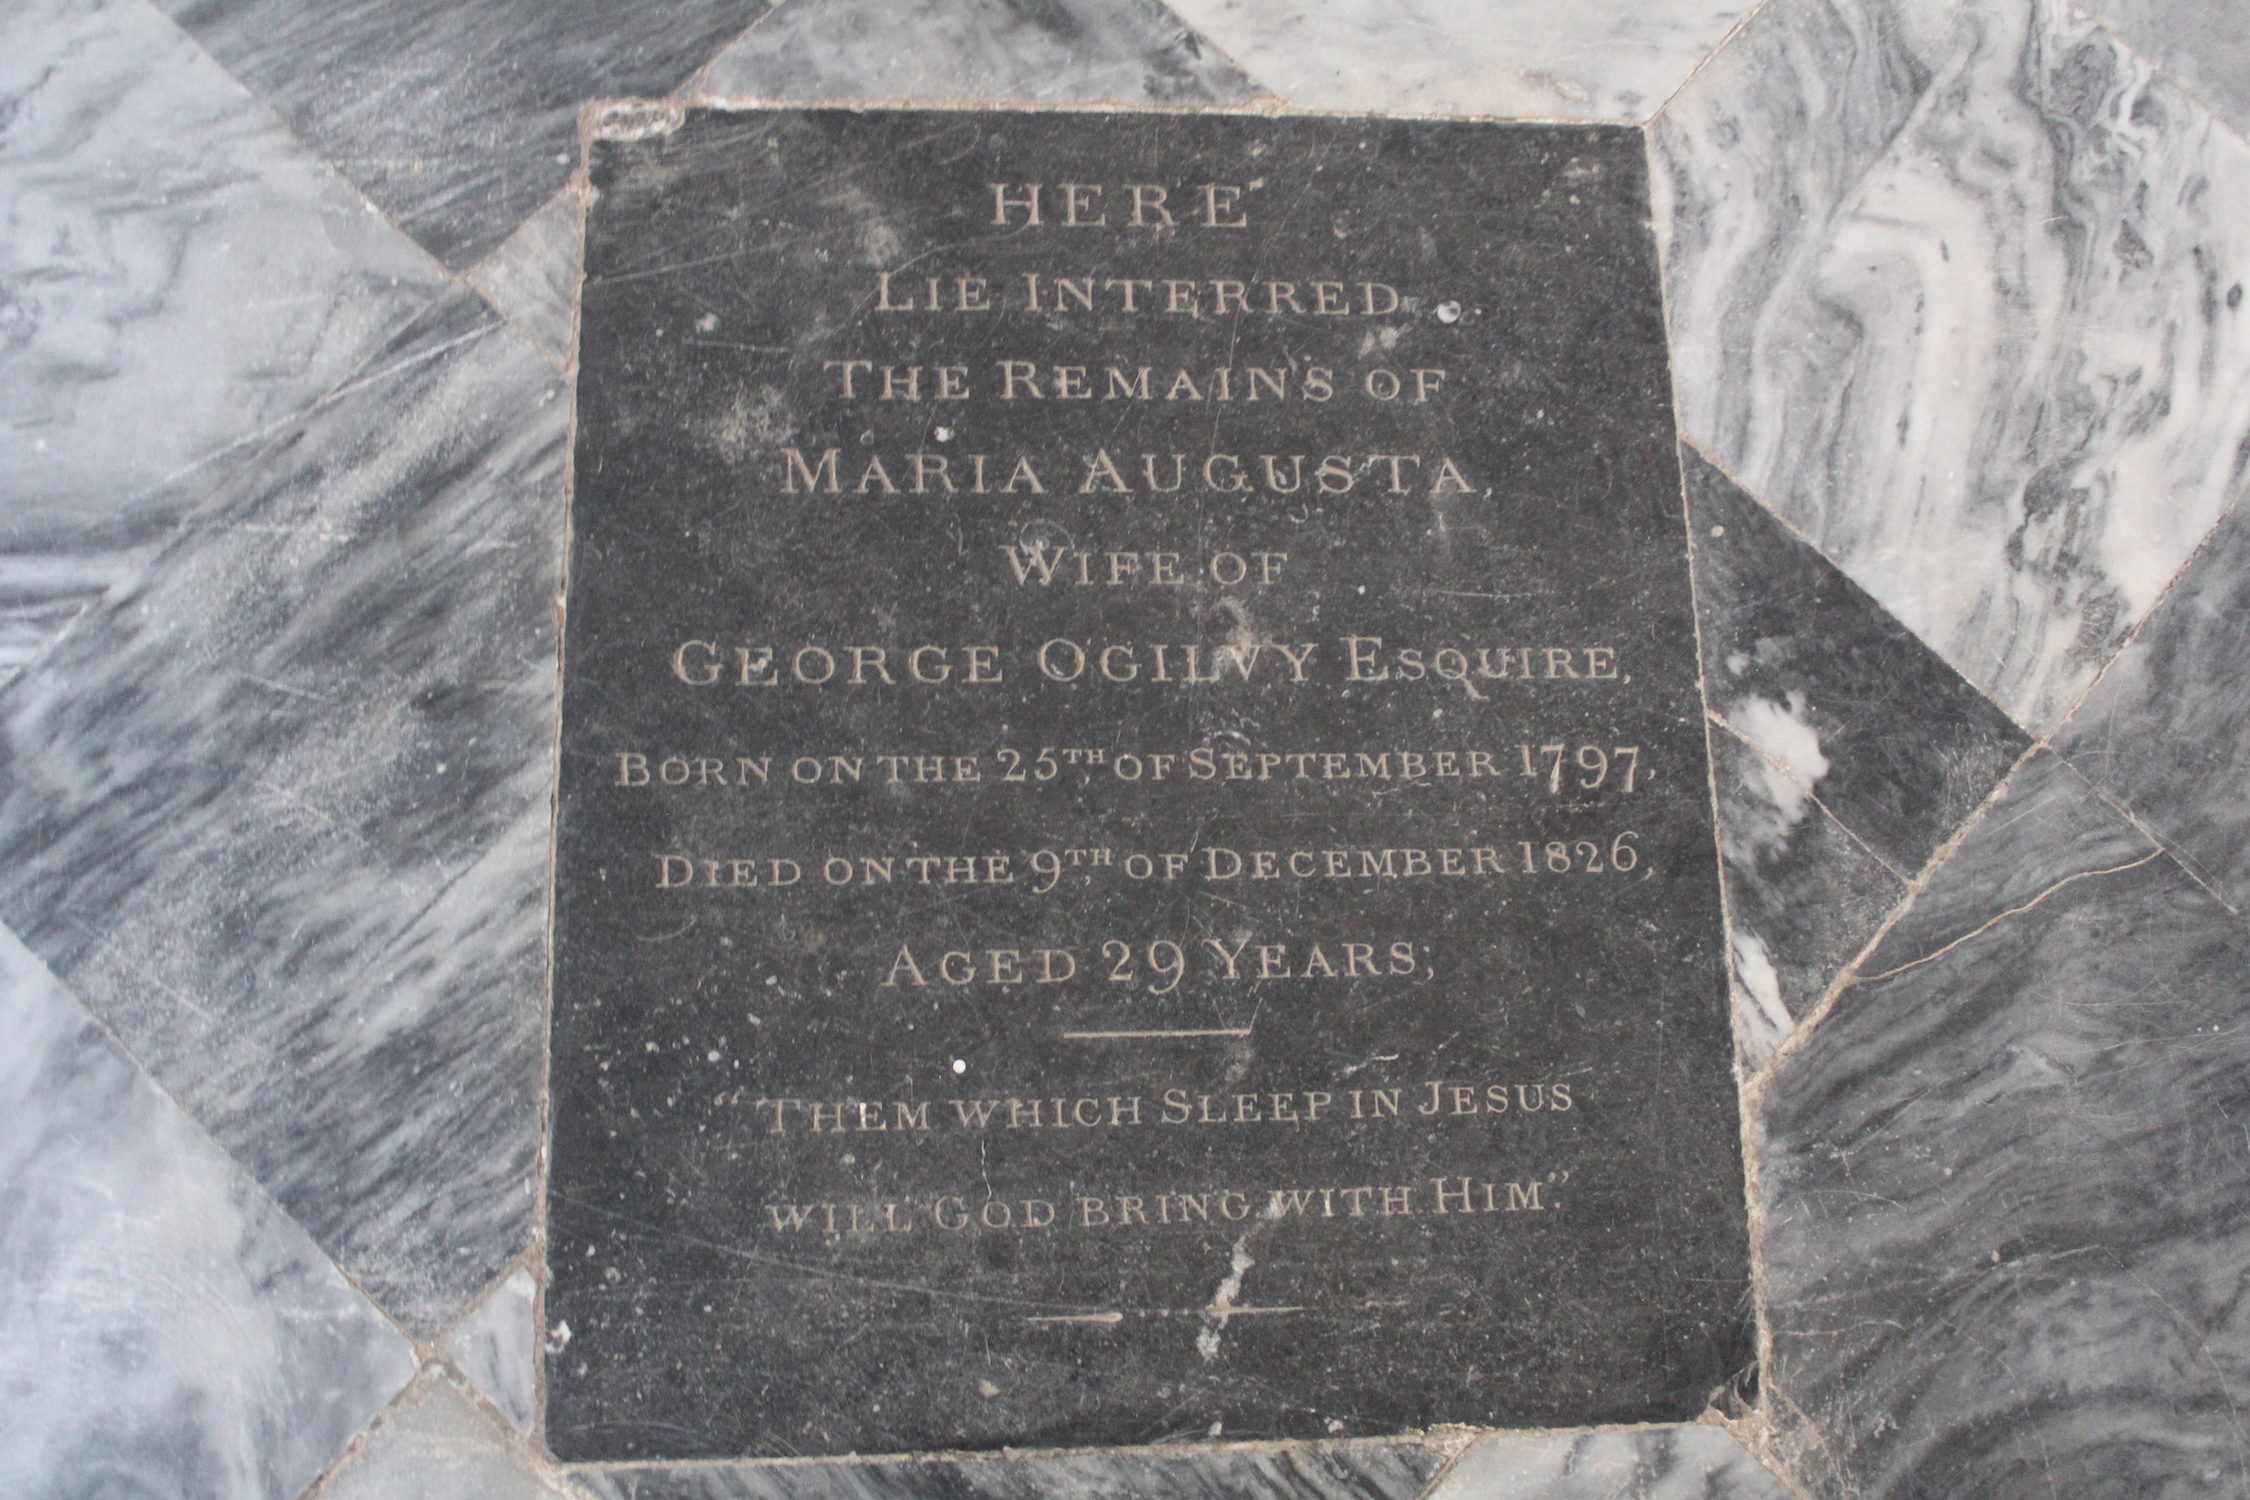 HERE
LIE INTERRED
THE REMAINS OF
MARIA AUGUSTA,
WIFE OF
GEORGE OGILVY ESQUIRE,
BORN ON THE 25TH OF SEPTEMBER 1797,
DIED ON THE 9TH OF DECEMBER 1826,
AGED 29 YEARS;
"THEM WHICH SLEEP IN JESUS
WILL GOD BRING WITH HIM".